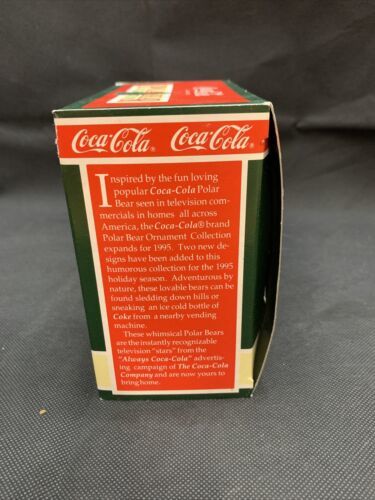 Coca-Cola® Coca-Cola®
Inspired by the fun loving
popular Coca-Cola Polar
Bear seen in television com-
mercials in homes all across
America, the Coca-Cola® brand
Polar Bear Ornament Collection
expands for 1995. Two new de-
signs have been added to this
humorous collection for the 1995
holiday season. Adventurous by
nature, these lovable bears can be
found sledding down hills or
sneaking an ice cold bottle of
Coke from a nearby vending
machine.
These whimsical Polar Bears
are the instantly recognizable
television "stars" from the
"Always Coca-Cola" advertis-
ing campaign of The Coca-Cola
Company and are now yours to
bring home.